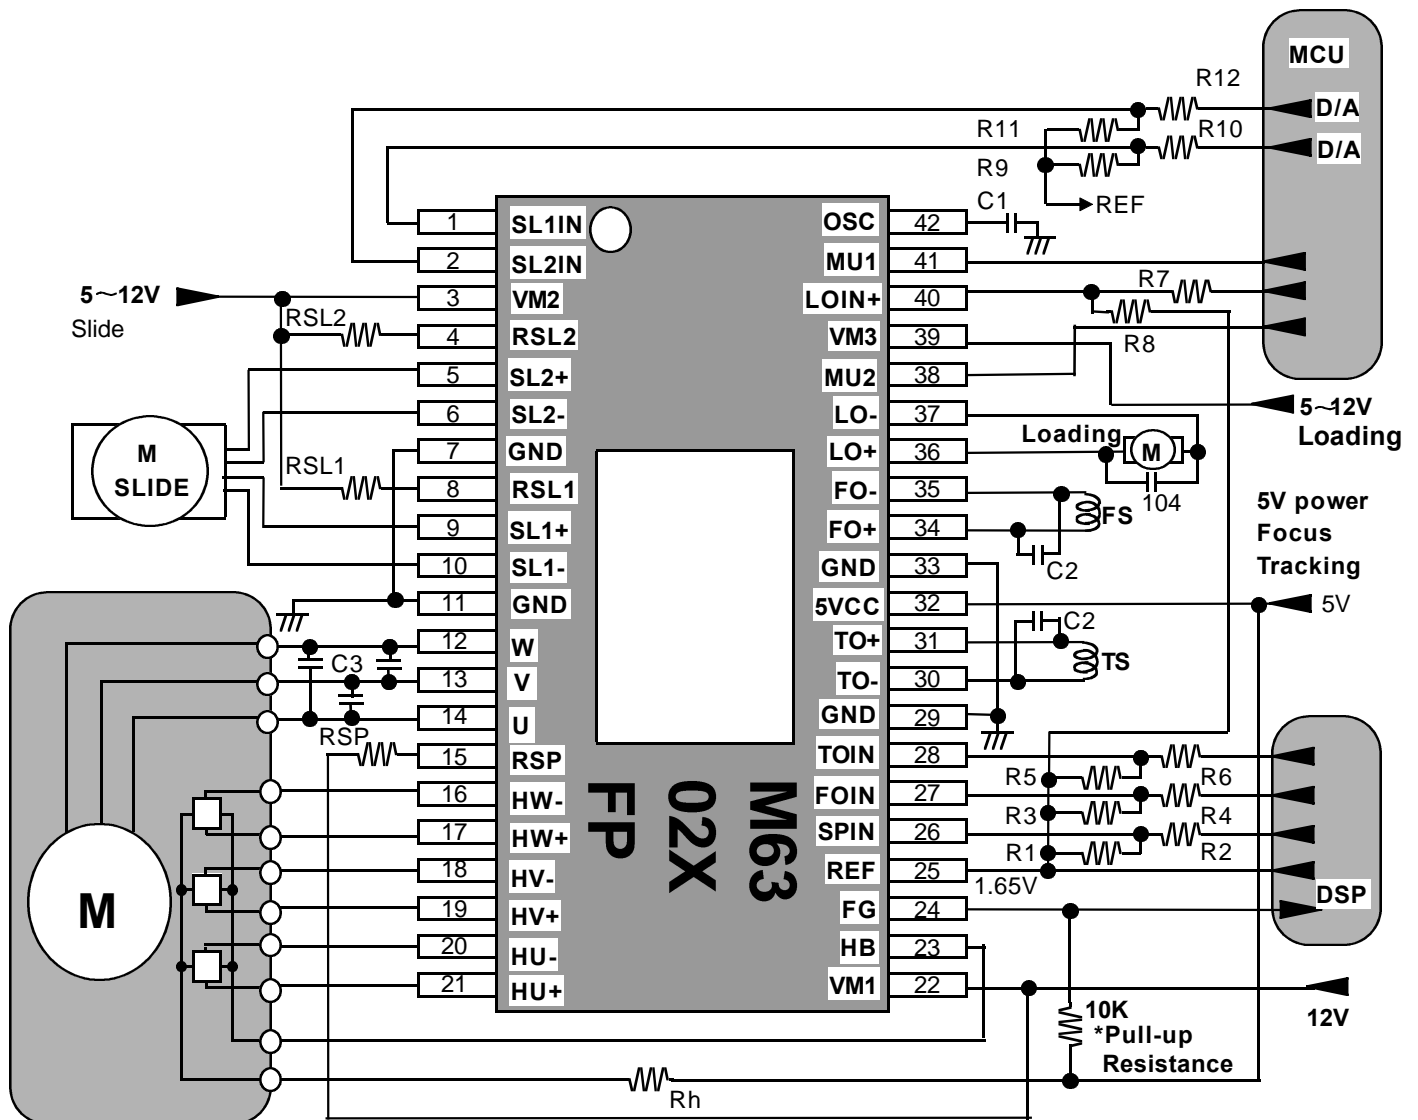 MCU
R12
D/A
R11
R10
D/A
R9
C1
REF
1 SL1IN
OSC 42
2 SL2IN
MU1 41
5～12V
Slide
3 VM2
LOIN+ 40
R7
RSL2
4 RSL2
VM3 39
R8
5 SL2+
MU2 38
6 SL2-
LO- 37
5~12V
Loading
M
SLIDE
7 GND
LO+ 36
Loading
M
RSL1
8 RSL1
FO- 35
104
FS
5V power
Focus
Tracking
9 SL1+
FO+ 34
C2
10 SL1-
GND 33
11 GND
5VCC 32
5V
C2
12 W
TO+ 31
C3
TS
13 V
TO- 30
14 U
GND 29
RSP
15 RSP
TOIN 28
R5
R6
16 HW-
FOIN 27
R3
R4
17 HW+
SPIN 26
R1
R2
18 HV-
REF 25
1.65V
DSP
19 HV+
FG 24
20 HU-
HB 23
21 HU+
VM1 22
M63
02X
FP
M
12V
10K
*Pull-up
Resistance
Rh